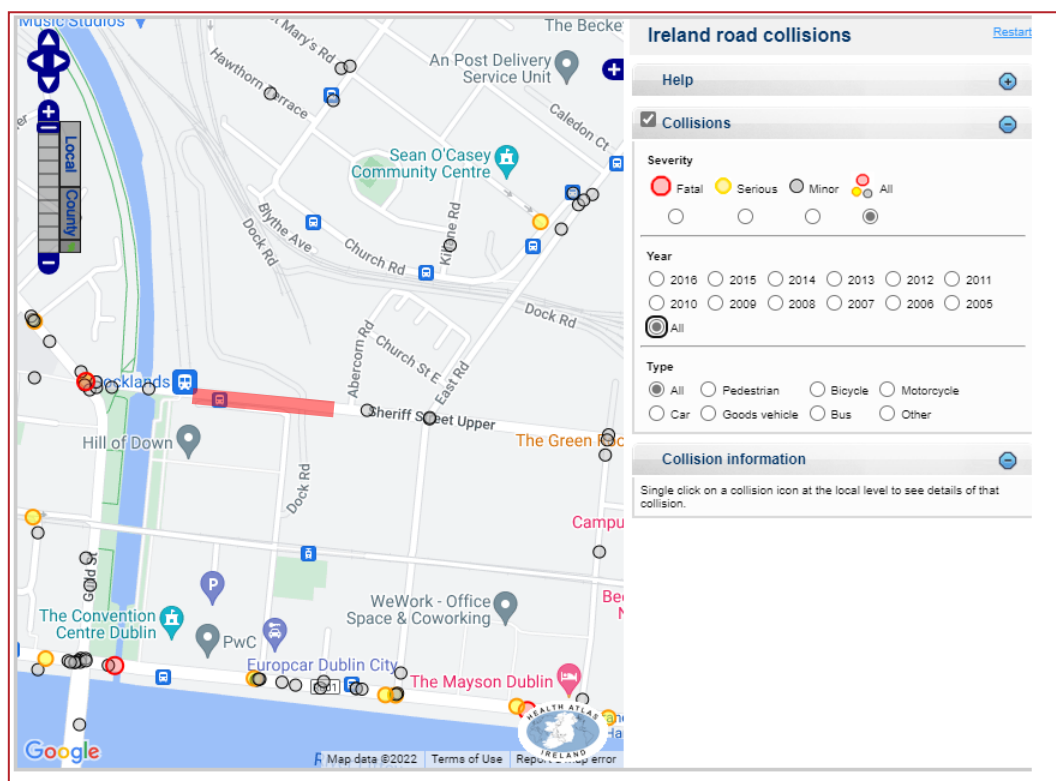 Music Studios
The Becke
St Mary's Rd
Hawthorn Terrace
An Post Delivery
Service Unit
Caledon Ct
Local
County
Sean O'Casey
Community Centre
Blythe Ave
Dock Rd
Church Rd
Kilbane Rd
Dock Rd
Abercorn Rd
Church St E
East Rd
Docklands
Sheriff Street Upper
Hill of Down
The Green Roo
Dock Rd
Campu
Guild St
P
The Convention
Centre Dublin
PwC
WeWork - Office
Space & Coworking
Europcar Dublin City
The Mayson Dublin
HEALTH ATLAS
IRELAND
Google
Map data ©2022
Terms of Use
Report a map error
Ireland road collisions
Restart
Help
Collisions
Severity
Fatal Serious Minor All
Year
2016 2015 2014 2013 2012 2011
2010 2009 2008 2007 2006 2005
All
Type
All Pedestrian Bicycle Motorcycle
Car Goods vehicle Bus Other
Collision information
Single click on a collision icon at the local level to see details of that
collision.